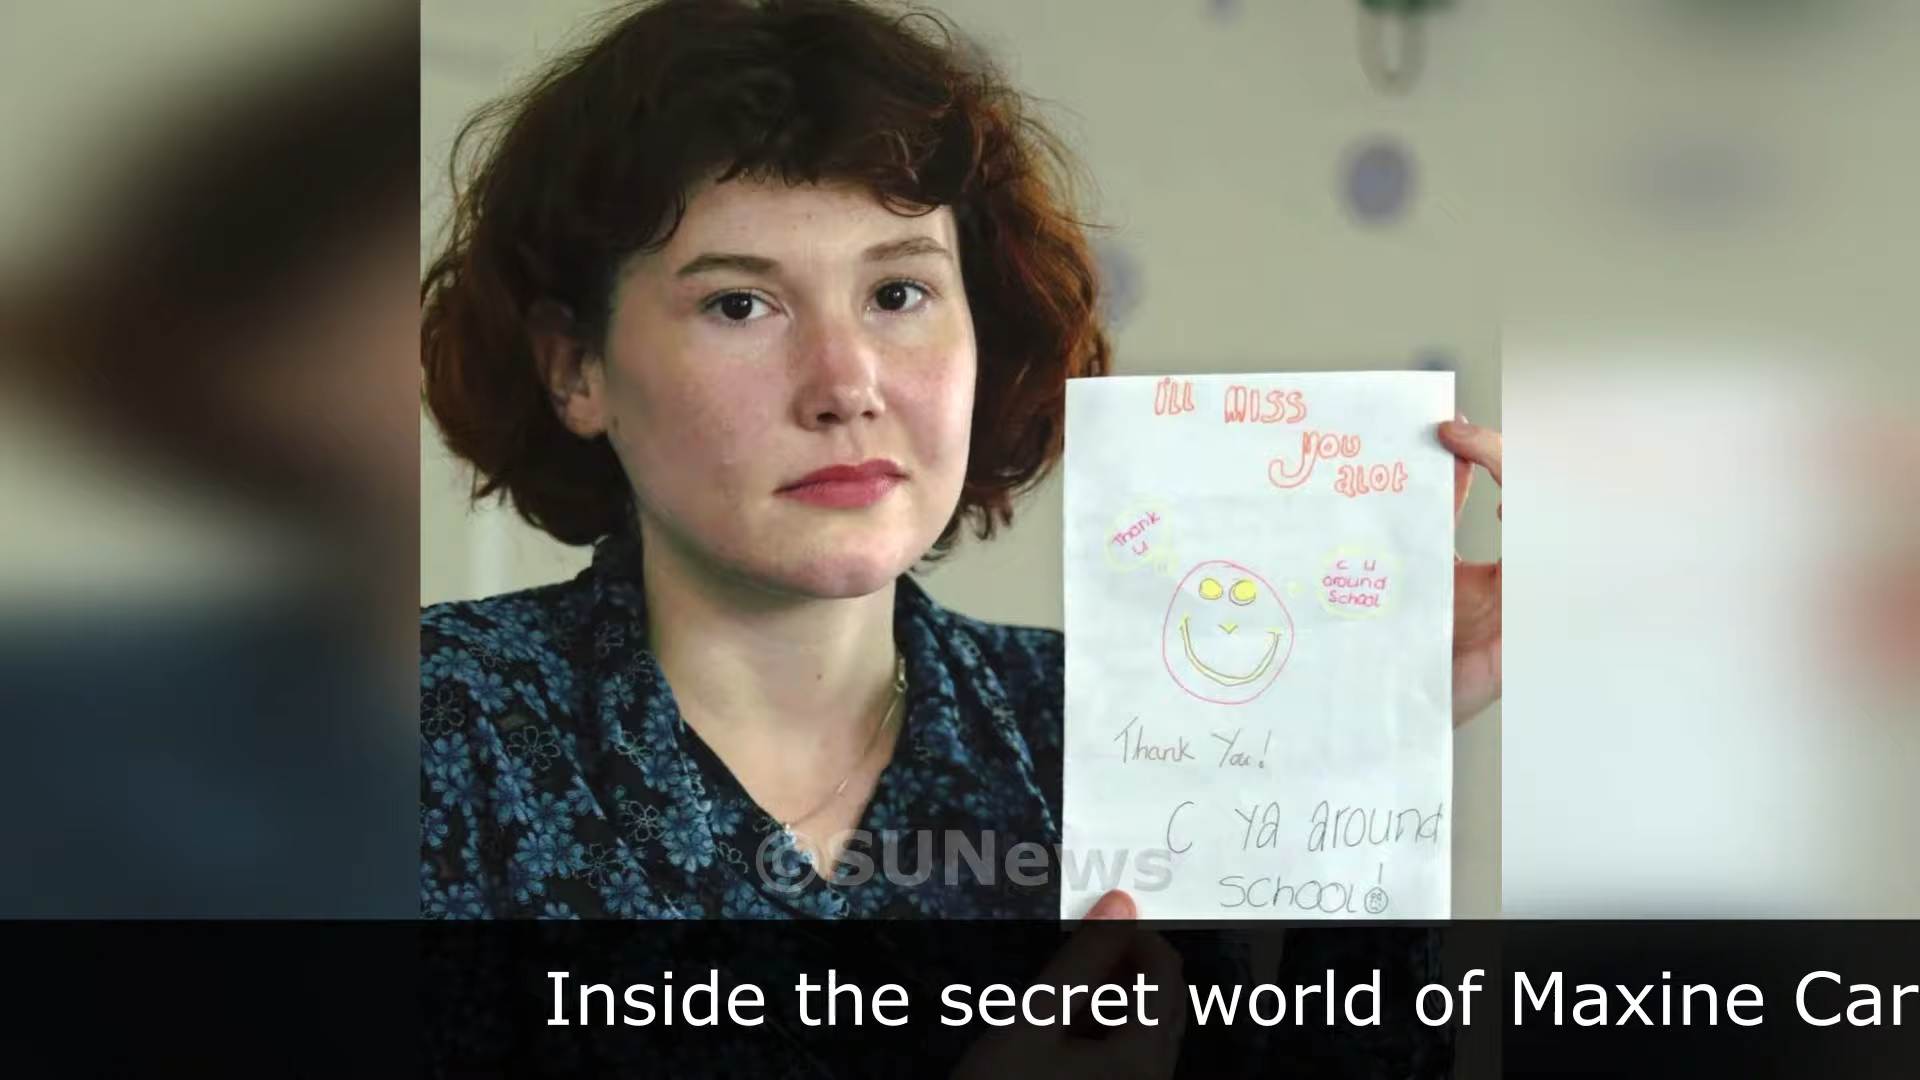 I'LL MISS
you
alot
Thank
u
c u
around
School
Thank You!
C ya around
school!
©SUNews
Inside the secret world of Maxine Car